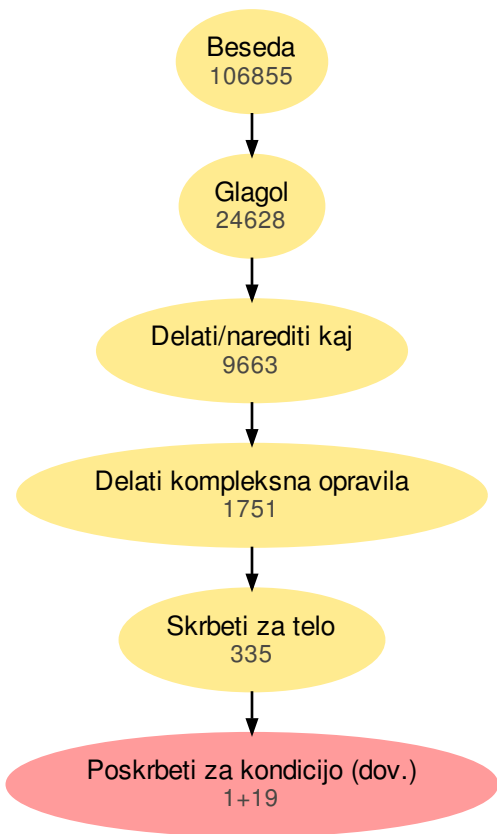 Beseda
106855
Glagol
24628
Delati/narediti kaj
9663
Delati kompleksna opravila
1751
Skrbeti za telo
335
Poskrbeti za kondicijo (dov.)
1+19